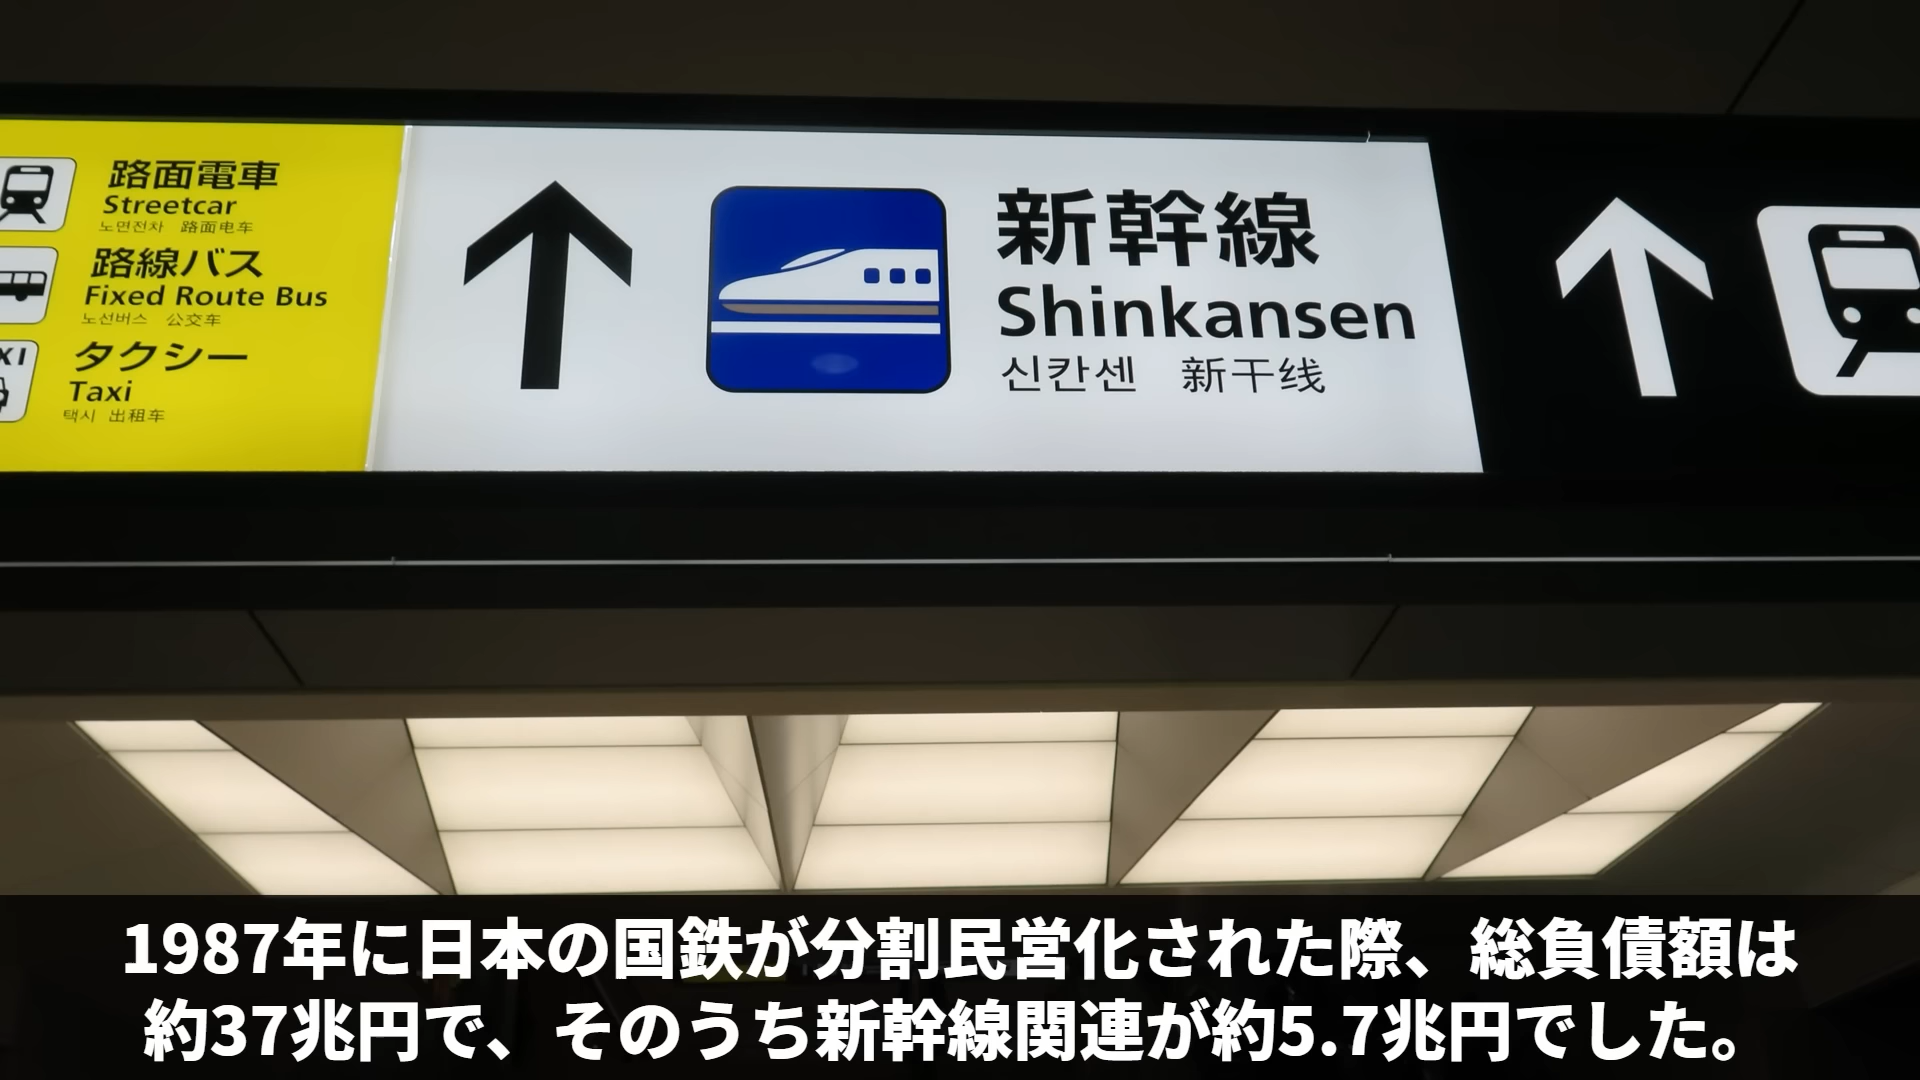 路面電車
Streetcar
노면전차 路面电车
路線バス
Fixed Route Bus
노선버스 公交车
XI
タクシー
Taxi
택시 出租车
新幹線
Shinkansen
신칸센 新干线
1987年に日本の国鉄が分割民営化された際、総負債額は
約37兆円で、そのうち新幹線関連が約5.7兆円でした。